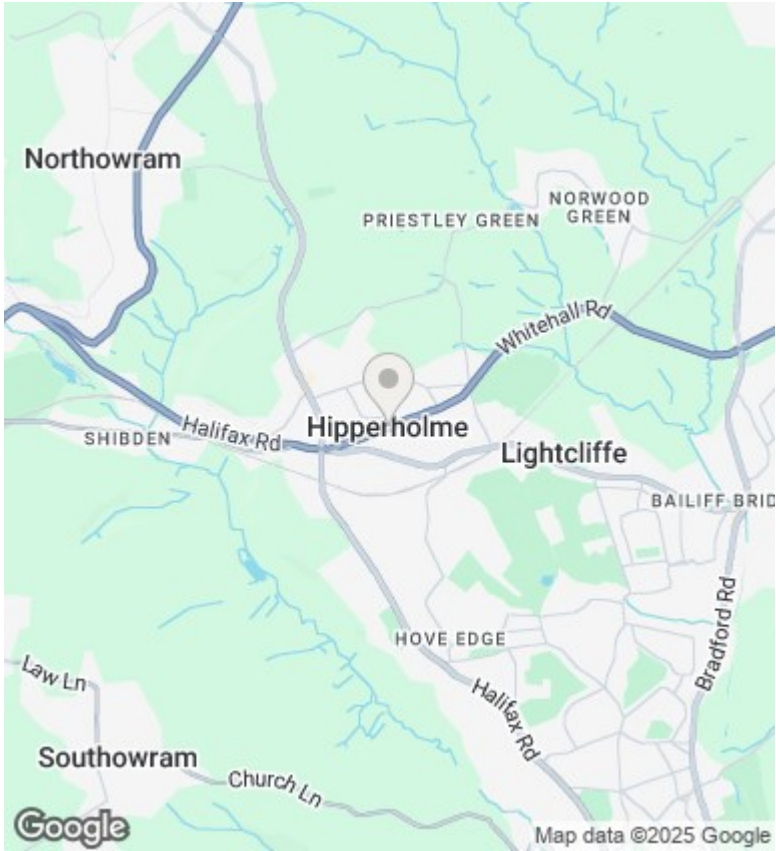 Northowram
NORWOOD
GREEN
PRIESTLEY GREEN
Whitehall Rd
Hipperholme
Halifax Rd
SHIBDEN
Lightcliffe
BAILIFF BRID
HOVE EDGE
Bradford Rd
Law Ln
Halifax Rd
Southowram
Church Ln
Google
Map data ©2025 Google